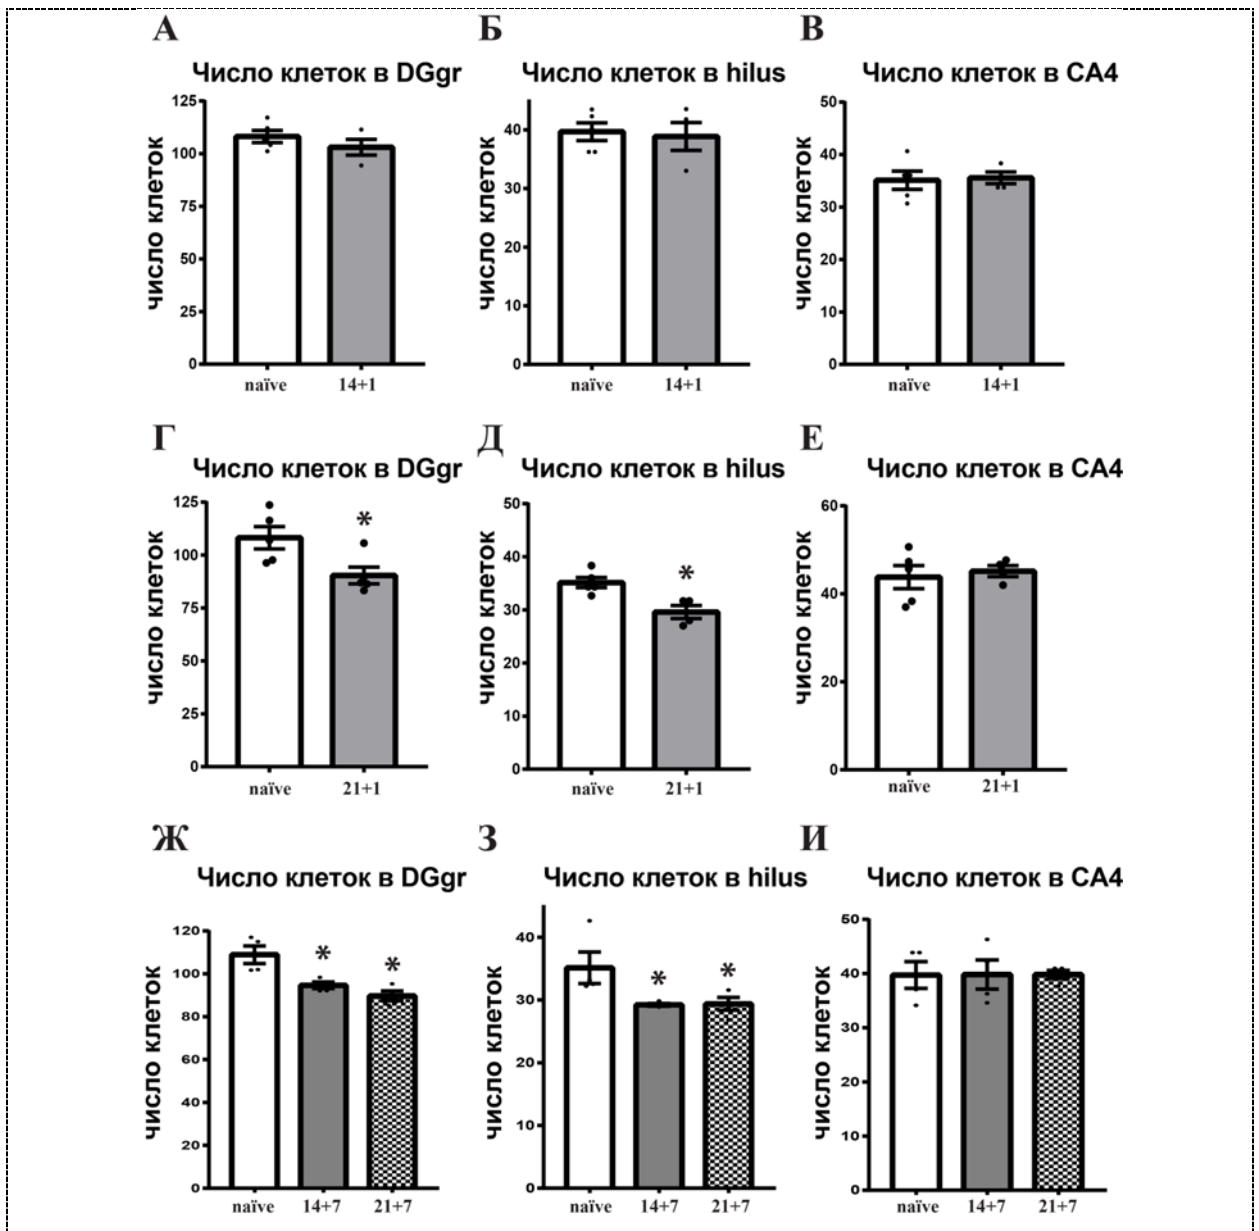 А
Б
В
Число клеток в DGgr
Число клеток в hilus
Число клеток в CA4
число клеток
125
100
75
50
25
0
naïve
14+1
число клеток
40
30
20
10
0
naïve
14+1
число клеток
50
40
30
20
10
0
naïve
14+1
Г
Д
Е
Число клеток в DGgr
Число клеток в hilus
Число клеток в CA4
число клеток
125
100
75
50
25
0
*
naïve
21+1
число клеток
50
40
30
20
10
0
*
naïve
21+1
число клеток
60
40
20
0
naïve
21+1
Ж
З
И
Число клеток в DGgr
Число клеток в hilus
Число клеток в CA4
число клеток
120
100
80
60
40
20
0
*
*
naïve
14+7
21+7
число клеток
40
30
20
10
0
*
*
naïve
14+7
21+7
число клеток
50
40
30
20
10
0
naïve
14+7
21+7